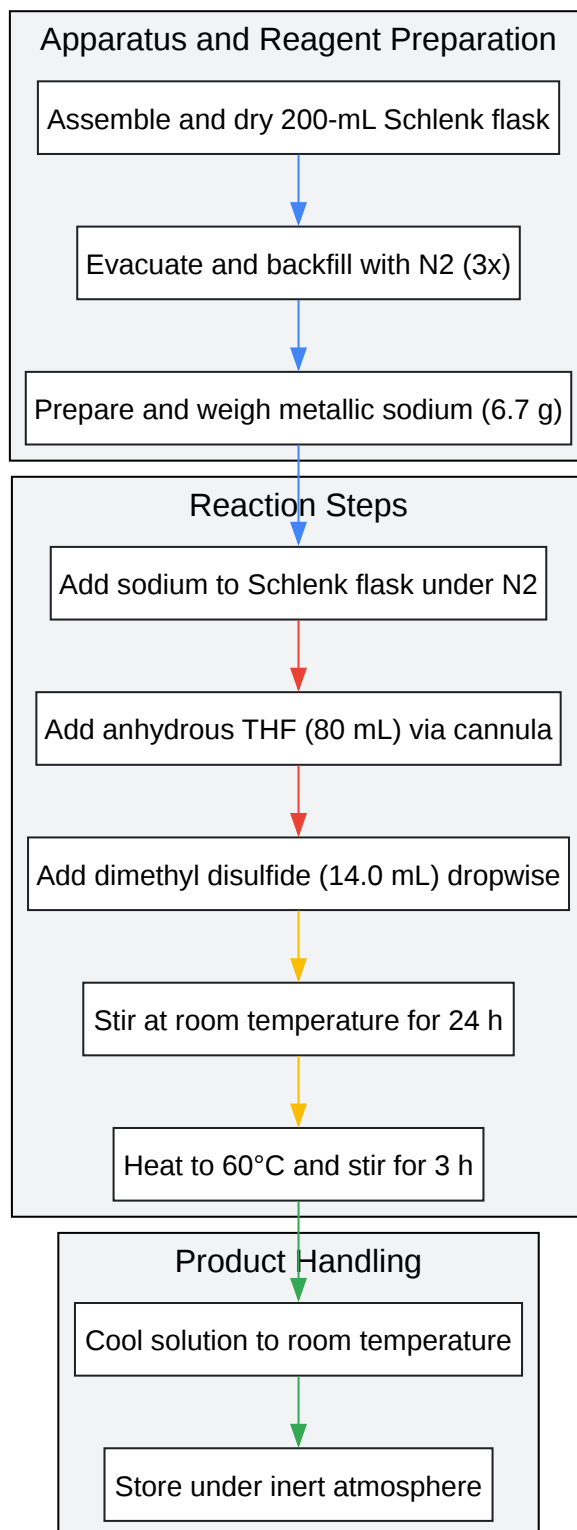 Apparatus and Reagent Preparation
Assemble and dry 200-mL Schlenk flask
Evacuate and backfill with N2 (3x)
Prepare and weigh metallic sodium (6.7 g)
Reaction Steps
Add sodium to Schlenk flask under N2
Add anhydrous THF (80 mL) via cannula
Add dimethyl disulfide (14.0 mL) dropwise
Stir at room temperature for 24 h
Heat to 60°C and stir for 3 h
Product Handling
Cool solution to room temperature
Store under inert atmosphere